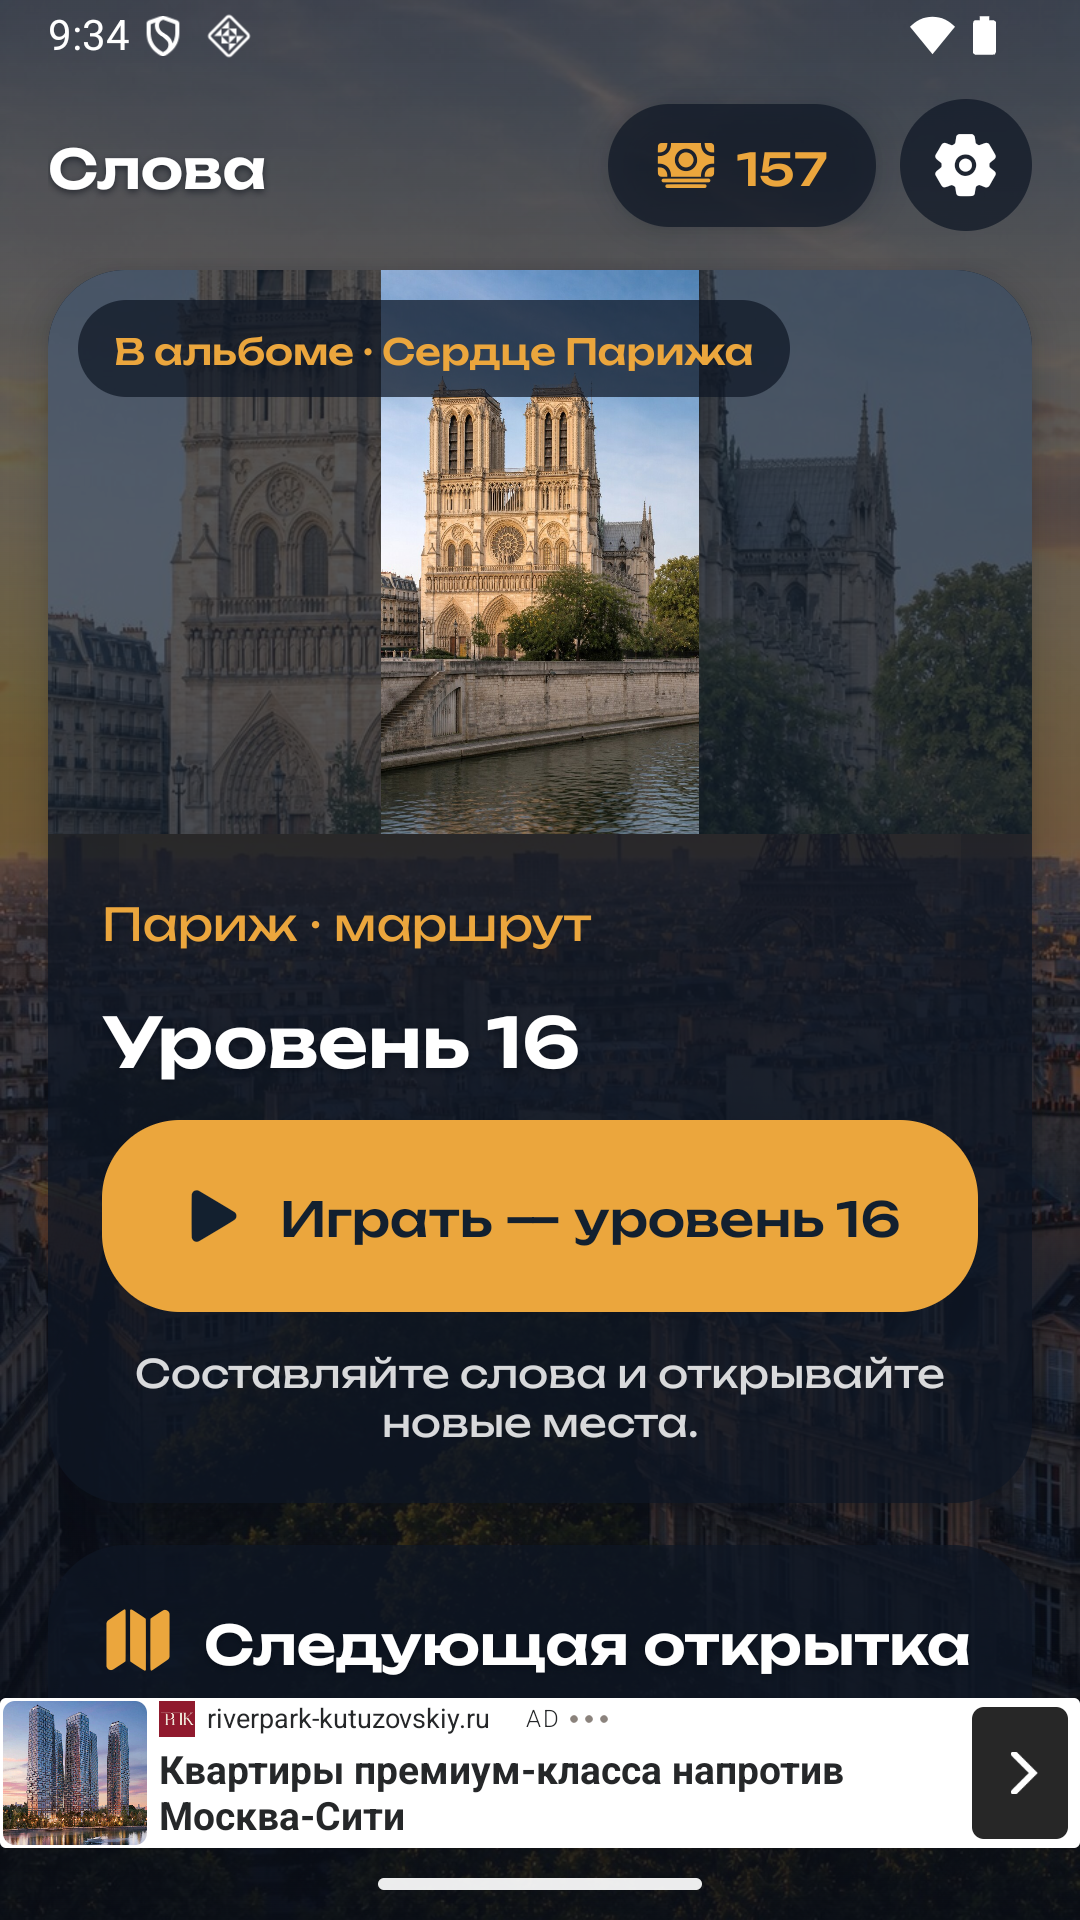 9:34
Слова
157
В альбоме · Сердце Парижа
Париж · маршрут
Уровень 16
Играть — уровень 16
Составляйте слова и открывайте
новые места.
Следующая открытка
riverpark-kutuzovskiy.ru AD
Квартиры премиум-класса напротив
Москва-Сити